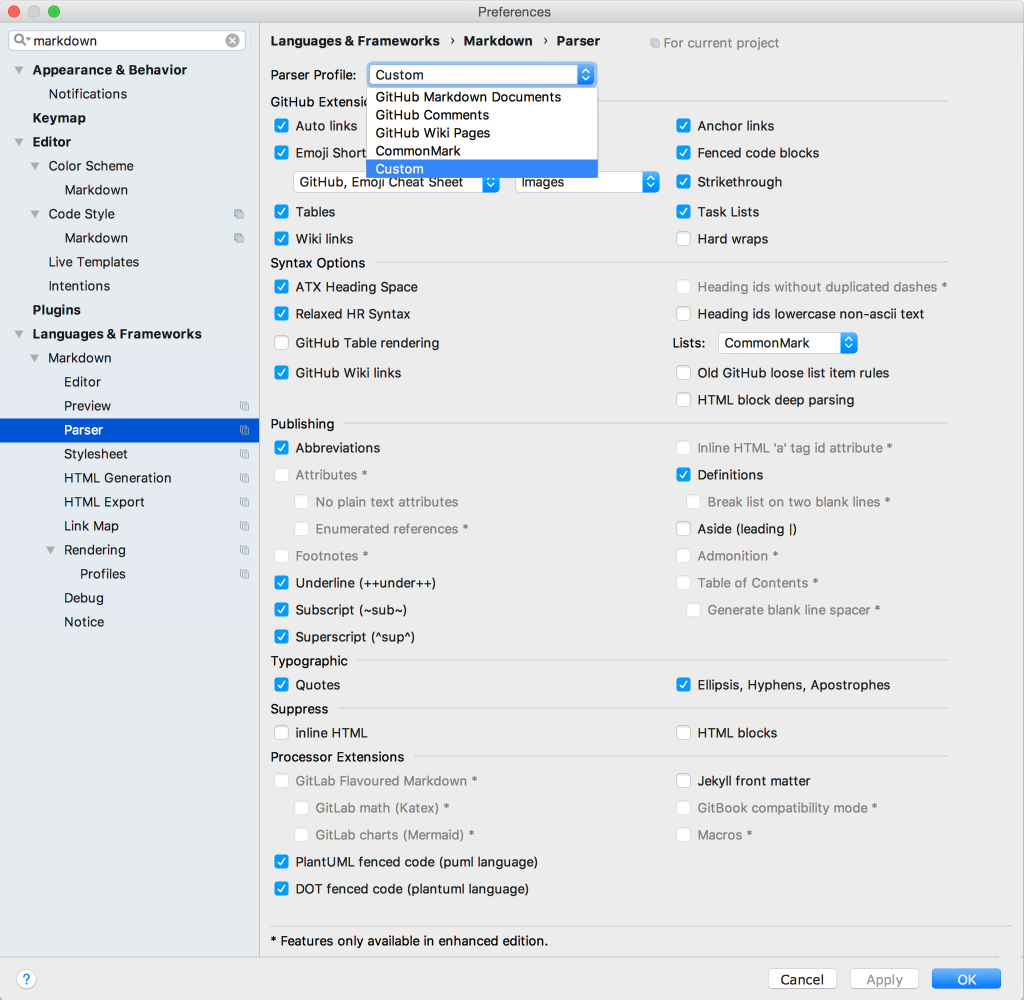 Preferences
markdown
Appearance & Behavior
Notifications
Keymap
Editor
Color Scheme
Markdown
Code Style
Markdown
Live Templates
Intentions
Plugins
Languages & Frameworks
Markdown
Editor
Preview
Parser
Stylesheet
HTML Generation
HTML Export
Link Map
Rendering
Profiles
Debug
Notice
?
Languages & Frameworks › Markdown › Parser For current project
Parser Profile: Custom
GitHub Markdown Documents
GitHub Comments
GitHub Wiki Pages
CommonMark
Custom
GitHub Extensi
Auto links Anchor links
Emoji Short Fenced code blocks
GitHub, Emoji Cheat Sheet Images Strikethrough
Tables Task Lists
Wiki links Hard wraps
Syntax Options
ATX Heading Space Heading ids without duplicated dashes *
Relaxed HR Syntax Heading ids lowercase non-ascii text
GitHub Table rendering Lists: CommonMark
GitHub Wiki links Old GitHub loose list item rules
HTML block deep parsing
Publishing
Abbreviations Inline HTML 'a' tag id attribute *
Attributes * Definitions
No plain text attributes Break list on two blank lines *
Enumerated references * Aside (leading |)
Footnotes * Admonition *
Underline (++under++) Table of Contents *
Subscript (~sub~) Generate blank line spacer *
Superscript (^sup^)
Typographic
Quotes Ellipsis, Hyphens, Apostrophes
Suppress
inline HTML HTML blocks
Processor Extensions
GitLab Flavoured Markdown * Jekyll front matter
GitLab math (Katex) * GitBook compatibility mode *
GitLab charts (Mermaid) * Macros *
PlantUML fenced code (puml language)
DOT fenced code (plantuml language)
* Features only available in enhanced edition.
Cancel Apply OK